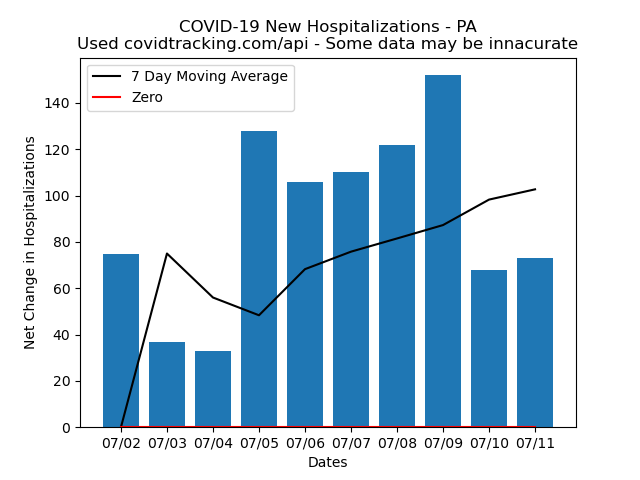 COVID-19 New Hospitalizations - PA
Used covidtracking.com/api - Some data may be innacurate
7 Day Moving Average
Zero
Net Change in Hospitalizations
140
120
100
80
60
40
20
0
07/02 07/03 07/04 07/05 07/06 07/07 07/08 07/09 07/10 07/11
Dates